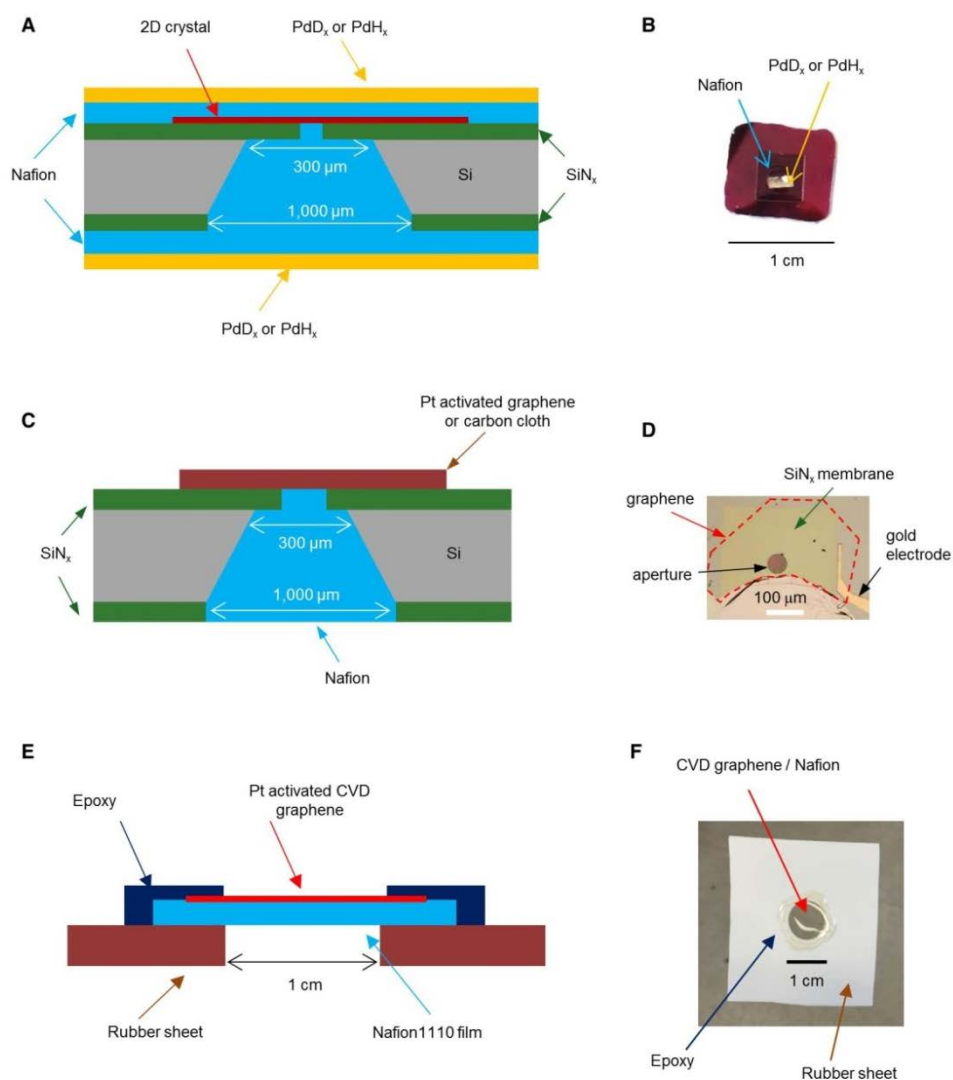 A
2D crystal
PdDₓ or PdHₓ
Nafion
300 µm
Si
SiNₓ
1,000 µm
PdDₓ or PdHₓ
B
PdDₓ or PdHₓ
Nafion
1 cm
C
Pt activated graphene
or carbon cloth
SiNₓ
300 µm
Si
1,000 µm
Nafion
D
SiNₓ membrane
graphene
gold
electrode
aperture
100 µm
E
Epoxy
Pt activated CVD
graphene
1 cm
Rubber sheet
Nafion1110 film
F
CVD graphene / Nafion
1 cm
Epoxy
Rubber sheet